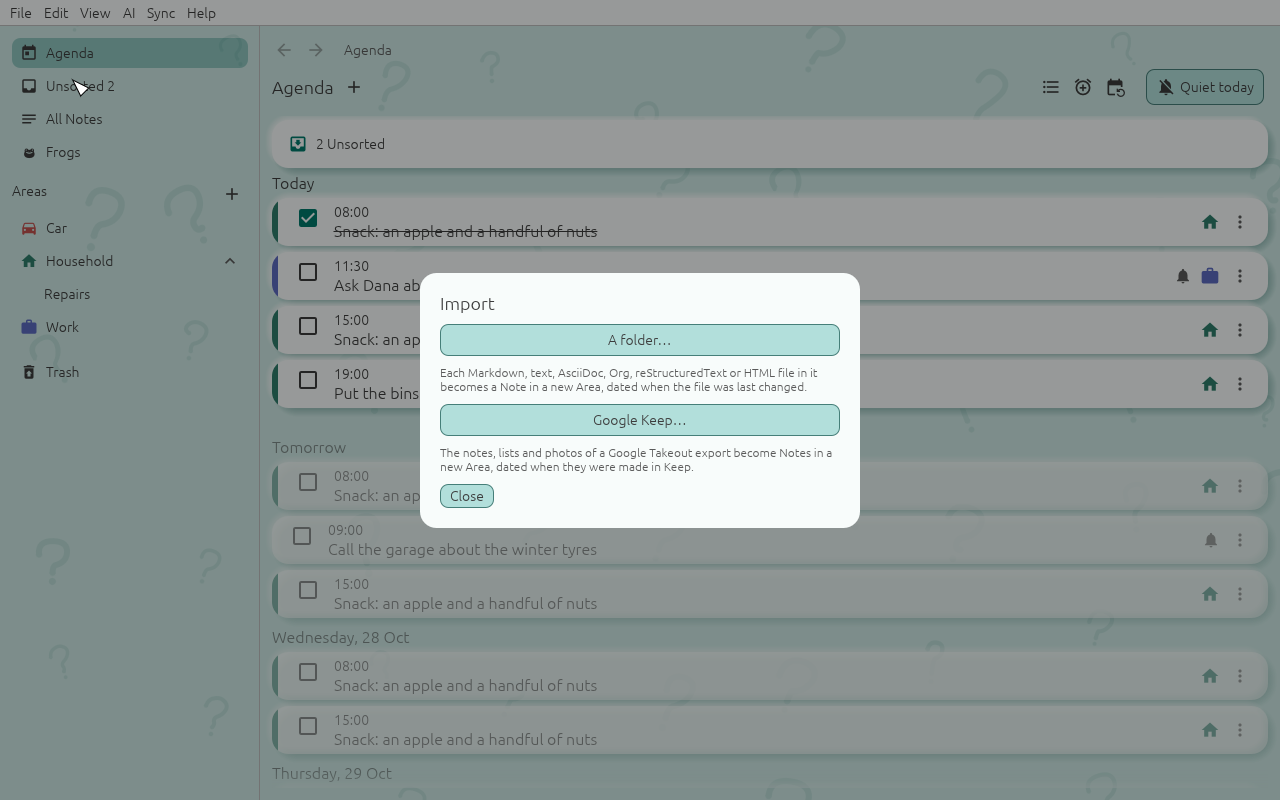 File Edit View AI Sync Help
Agenda
Unsorted 2
All Notes
Frogs
Areas
Car
Household
Repairs
Work
Trash
Agenda
Agenda
Quiet today
2 Unsorted
Today
08:00
Snack: an apple and a handful of nuts
11:30
Ask Dana ab
15:00
Snack: an ap
19:00
Put the bins
Tomorrow
08:00
Snack: an ap
09:00
Call the garage about the winter tyres
15:00
Snack: an apple and a handful of nuts
Wednesday, 28 Oct
08:00
Snack: an apple and a handful of nuts
15:00
Snack: an apple and a handful of nuts
Thursday, 29 Oct
Import
A folder…
Each Markdown, text, AsciiDoc, Org, reStructuredText or HTML file in it
becomes a Note in a new Area, dated when the file was last changed.
Google Keep…
The notes, lists and photos of a Google Takeout export become Notes in a
new Area, dated when they were made in Keep.
Close